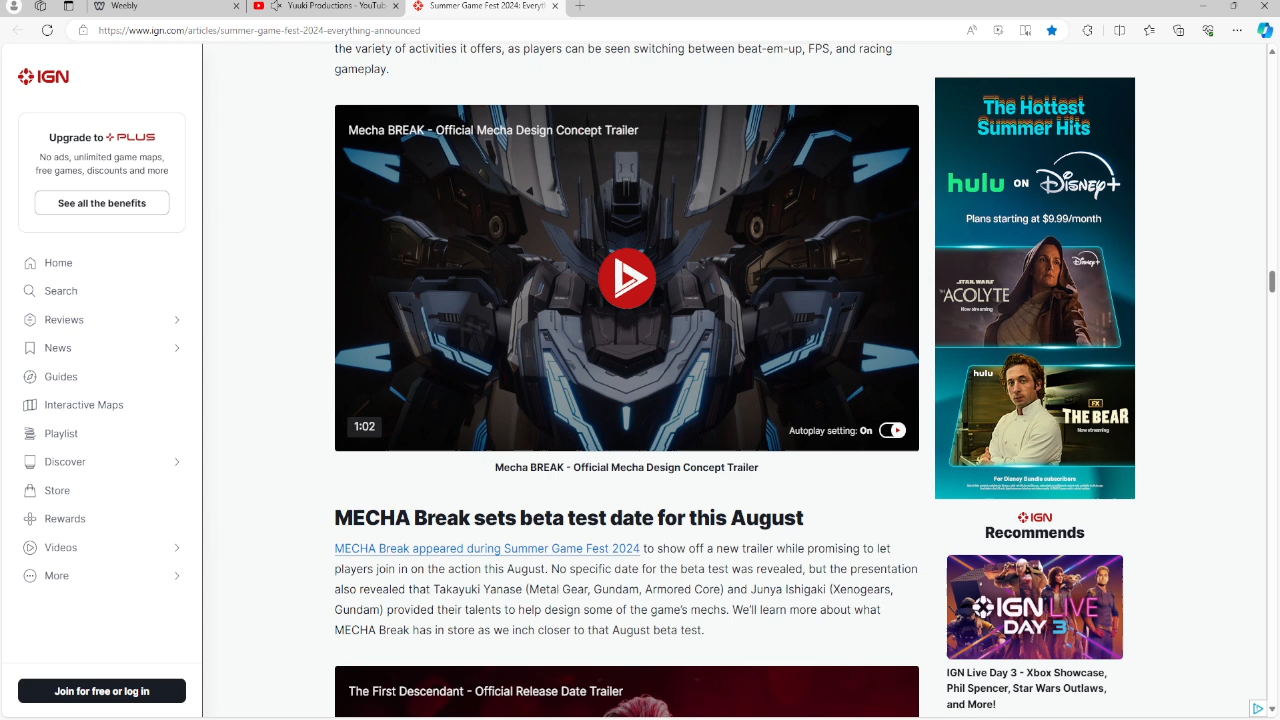 Weebly
Yuuki Productions - YouTub
Summer Game Fest 2024: Everyt
https://www.ign.com/articles/summer-game-fest-2024-everything-announced
IGN
Upgrade to PLUS
No ads, unlimited game maps,
free games, discounts and more
See all the benefits
Home
Search
Reviews
News
Guides
Interactive Maps
Playlist
Discover
Store
Rewards
Videos
More
Join for free or log in
the variety of activities it offers, as players can be seen switching between beat-em-up, FPS, and racing
gameplay.
Mecha BREAK - Official Mecha Design Concept Trailer
1:02
Autoplay setting: On
Mecha BREAK - Official Mecha Design Concept Trailer
MECHA Break sets beta test date for this August
MECHA Break appeared during Summer Game Fest 2024 to show off a new trailer while promising to let
players join in on the action this August. No specific date for the beta test was revealed, but the presentation
also revealed that Takayuki Yanase (Metal Gear, Gundam, Armored Core) and Junya Ishigaki (Xenogears,
Gundam) provided their talents to help design some of the game's mechs. We'll learn more about what
MECHA Break has in store as we inch closer to that August beta test.
The First Descendant - Official Release Date Trailer
The Hottest
Summer Hits
hulu ON Disney+
Plans starting at $9.99/month
Disney+
STAR WARS
THE ACOLYTE
Now streaming
hulu
FX
THE BEAR
Now streaming
For Disney Bundle subscribers
IGN
Recommends
IGN LIVE
DAY 3
IGN Live Day 3 - Xbox Showcase,
Phil Spencer, Star Wars Outlaws,
and More!